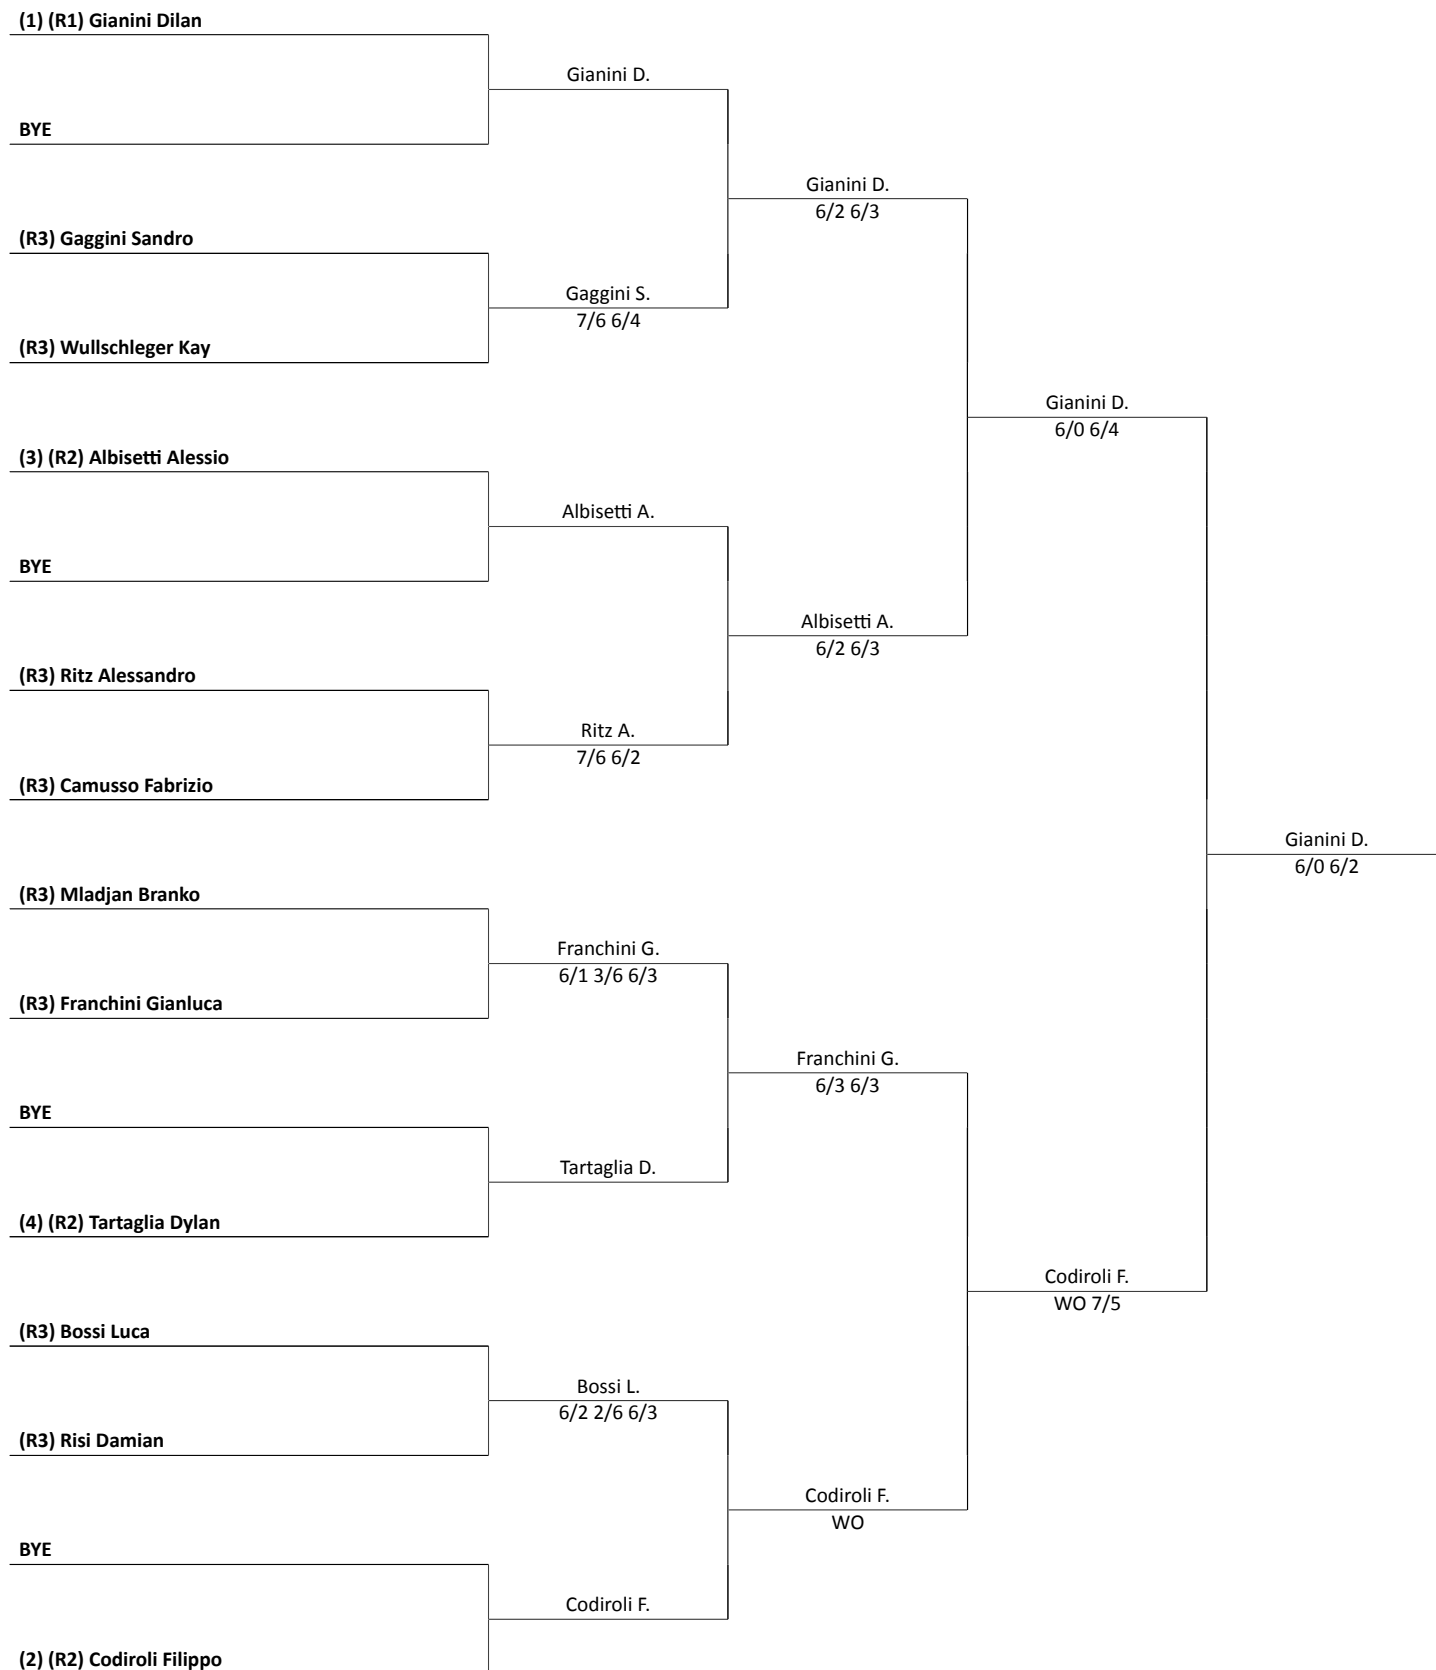 (1) (R1) Gianini Dilan
Gianini D.
BYE
Gianini D.
6/2 6/3
(R3) Gaggini Sandro
Gaggini S.
7/6 6/4
(R3) Wullschleger Kay
Gianini D.
6/0 6/4
(3) (R2) Albisetti Alessio
Albisetti A.
BYE
Albisetti A.
6/2 6/3
(R3) Ritz Alessandro
Ritz A.
7/6 6/2
(R3) Camusso Fabrizio
Gianini D.
6/0 6/2
(R3) Mladjan Branko
Franchini G.
6/1 3/6 6/3
(R3) Franchini Gianluca
Franchini G.
6/3 6/3
BYE
Tartaglia D.
(4) (R2) Tartaglia Dylan
Codiroli F.
WO 7/5
(R3) Bossi Luca
Bossi L.
6/2 2/6 6/3
(R3) Risi Damian
Codiroli F.
WO
BYE
Codiroli F.
(2) (R2) Codiroli Filippo